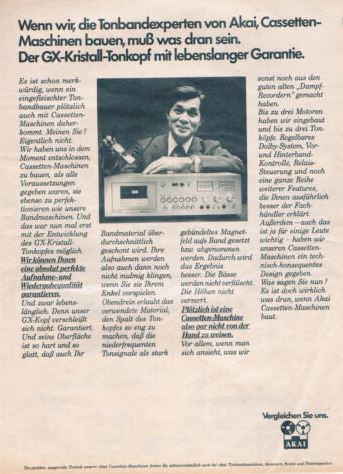 Wenn wir, die Tonbandexperten von Akai, Cassetten-
Maschinen bauen, muß was dran sein.
Der GX-Kristall-Tonkopf mit lebenslanger Garantie.
Es ist schon merk-
würdig, wenn ein
eingefleischter Ton-
bandbauer plötzlich
auch mit Cassetten-
Maschinen daher-
kommt. Meinen Sie?
Eigentlich nicht.
Wir haben uns in dem
Moment entschlossen,
Cassetten-Maschinen
zu bauen, als alle
Voraussetzungen
gegeben waren, sie
ebenso zu perfek-
tionieren wie unsere
Bandmaschinen. Und
das war nun mal erst
mit der Entwicklung
des GX-Kristall-
Tonkopfes möglich.
Wir können Ihnen
eine absolut perfekte
Aufnahme- und
Wiedergabequalität
garantieren.
Und zwar lebens-
länglich. Denn unser
GX-Kopf verschleißt
sich nicht. Garantiert.
Und seine Oberfläche
ist so hart und so
glatt, daß auch Ihr
Bandmaterial über-
durchschnittlich
geschont wird. Ihre
Aufnahmen werden
also auch dann noch
nicht mulmig klingen,
wenn Sie sie Ihrem
Enkel vorspielen.
Obendrein erlaubt das
verwendete Material,
den Spalt des Ton-
kopfes so eng zu
machen, daß die
niederfrequenten
Tonsignale als stark
gebündeltes Magnet-
feld aufs Band gesetzt
bzw. abgenommen
werden. Dadurch wird
das Ergebnis
besser. Die Bässe
werden nicht verfälscht.
Die Höhen nicht
verzerrt.
Plötzlich ist eine
Cassetten-Maschine
also gar nicht von der
Hand zu weisen.
Vor allem, wenn man
sich ansieht, was wir
sonst noch aus den
guten alten „Dampf-
Recordern" gemacht
haben.
Bis zu drei Motoren
haben wir eingebaut
und bis zu drei Ton-
köpfe. Regelbares
Dolby-System, Vor-
und Hinterband-
Kontrolle, Relais-
Steuerung und noch
eine ganze Reihe
weiterer Features,
die Ihnen ausführlich
besser der Fach-
händler erklärt.
Außerdem – auch das
ist ja für einige Leute
wichtig – haben wir
unseren Cassetten-
Maschinen ein tech-
nisch-konsequentes
Design gegeben.
Was sagen Sie nun?
Es ist doch wirklich
was dran, wenn Akai
Cassetten-Maschinen
baut.
Vergleichen Sie uns.
AKAI